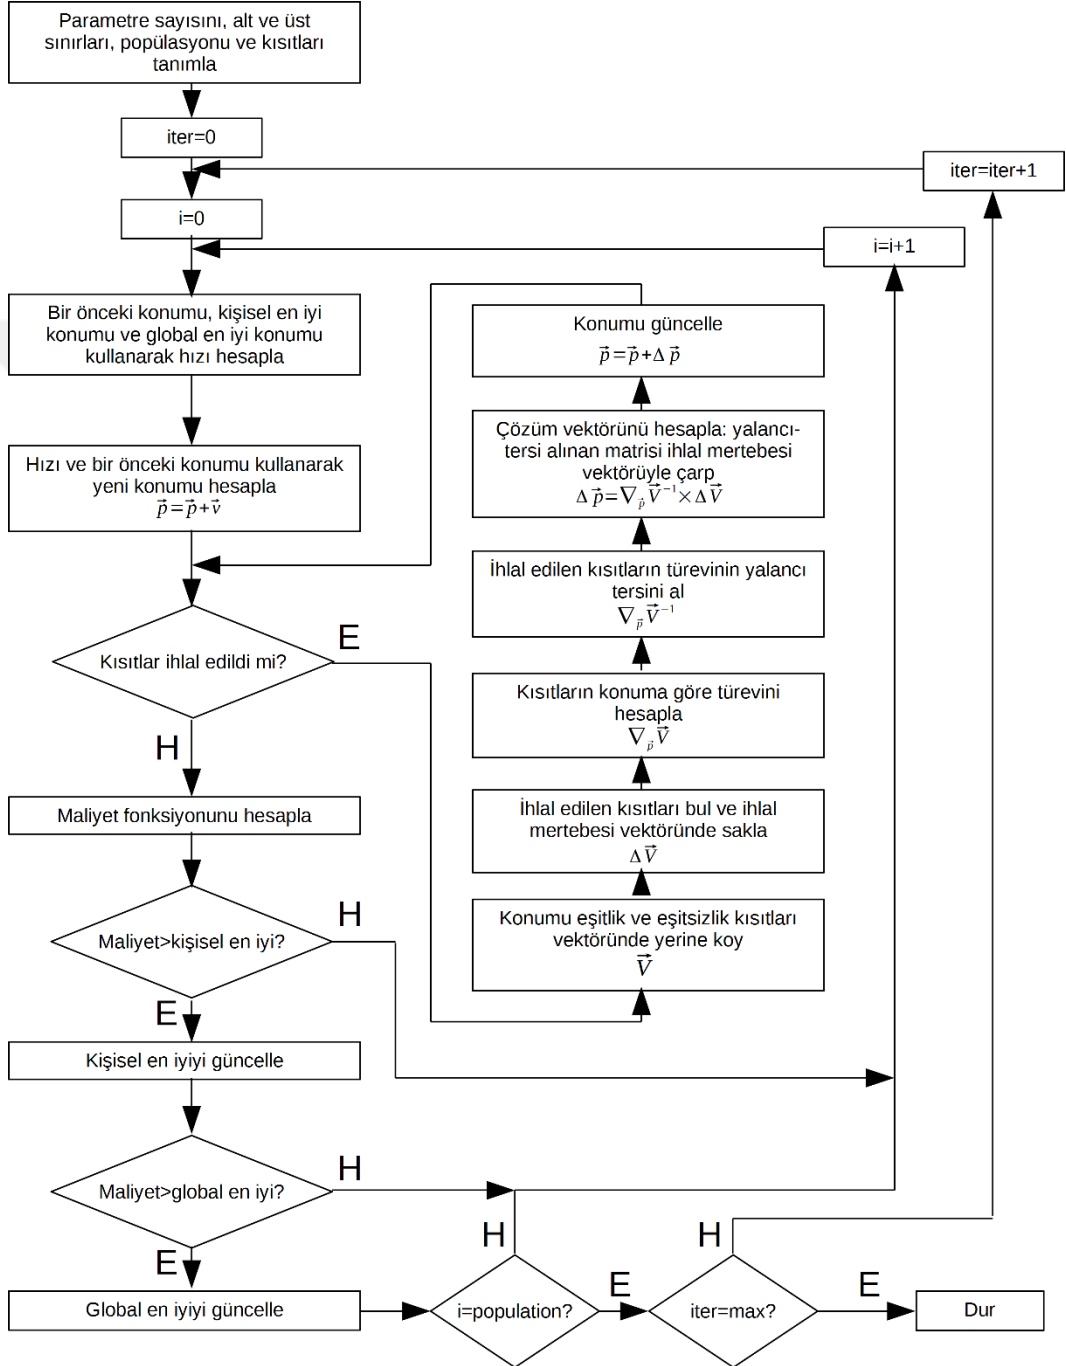 Parametre sayısını, alt ve üst
sınırları, popülasyonu ve kısıtları
tanımla
iter=0
iter=iter+1
i=0
i=i+1
Bir önceki konumu, kişisel en iyi
konumu ve global en iyi konumu
kullanarak hızı hesapla
Konumu güncelle
p⃗=p⃗+Δp⃗
Hızı ve bir önceki konumu kullanarak
yeni konumu hesapla
p⃗=p⃗+v⃗
Çözüm vektörünü hesapla: yalancı-
tersi alınan matrisi ihlal mertebesi
vektörüyle çarp
Δp⃗=∇p⃗ V⃗⁻¹×ΔV⃗
İhlal edilen kısıtların türevinin yalancı
tersini al
∇p⃗ V⃗⁻¹
Kısıtlar ihlal edildi mi?
E
H
Kısıtların konuma göre türevini
hesapla
∇p⃗ V⃗
Maliyet fonksiyonunu hesapla
İhlal edilen kısıtları bul ve ihlal
mertebesi vektöründe sakla
ΔV⃗
Maliyet>kişisel en iyi?
H
E
Konumu eşitlik ve eşitsizlik kısıtları
vektöründe yerine koy
V⃗
Kişisel en iyiyi güncelle
Maliyet>global en iyi?
H
E
Global en iyiyi güncelle
i=population?
H
E
iter=max?
H
E
Dur